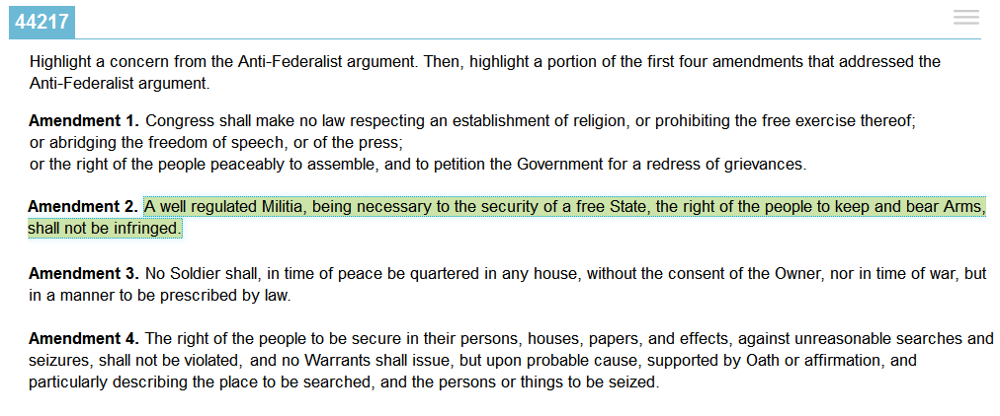 44217
Highlight a concern from the Anti-Federalist argument. Then, highlight a portion of the first four amendments that addressed the
Anti-Federalist argument.
Amendment 1. Congress shall make no law respecting an establishment of religion, or prohibiting the free exercise thereof;
or abridging the freedom of speech, or of the press;
or the right of the people peaceably to assemble, and to petition the Government for a redress of grievances.
Amendment 2. A well regulated Militia, being necessary to the security of a free State, the right of the people to keep and bear Arms,
shall not be infringed.
Amendment 3. No Soldier shall, in time of peace be quartered in any house, without the consent of the Owner, nor in time of war, but
in a manner to be prescribed by law.
Amendment 4. The right of the people to be secure in their persons, houses, papers, and effects, against unreasonable searches and
seizures, shall not be violated, and no Warrants shall issue, but upon probable cause, supported by Oath or affirmation, and
particularly describing the place to be searched, and the persons or things to be seized.